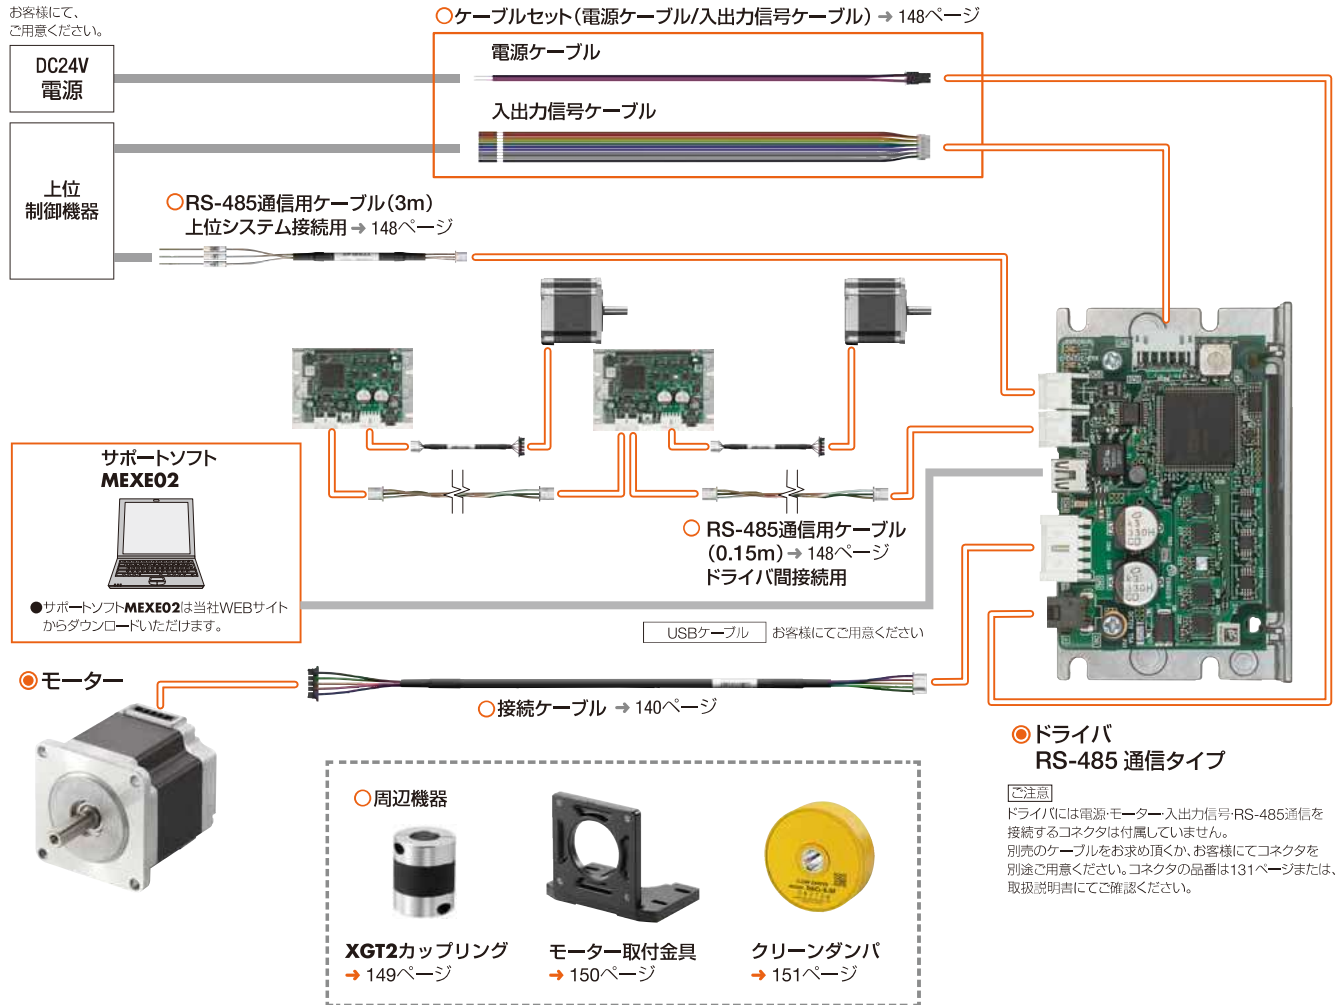 お客様にて、
ご用意ください。
DC24V
電源
上位
制御機器
○ケーブルセット(電源ケーブル/入出力信号ケーブル) → 148ページ
電源ケーブル
入出力信号ケーブル
○RS-485通信用ケーブル(3m)
上位システム接続用 → 148ページ
サポートソフト
MEXE02
●サポートソフトMEXE02は当社WEBサイト
からダウンロードいただけます。
○ RS-485通信用ケーブル
(0.15m) → 148ページ
ドライバ間接続用
USBケーブル お客様にてご用意ください
◉モーター
○接続ケーブル → 140ページ
◉ドライバ
RS-485 通信タイプ
ご注意
ドライバには電源・モーター・入出力信号・RS-485通信を
接続するコネクタは付属していません。
別売のケーブルをお求め頂くか、お客様にてコネクタを
別途ご用意ください。コネクタの品番は131ページまたは、
取扱説明書にてご確認ください。
○周辺機器
XGT2カップリング
→ 149ページ
モーター取付金具
→ 150ページ
クリーンダンパ
→ 151ページ